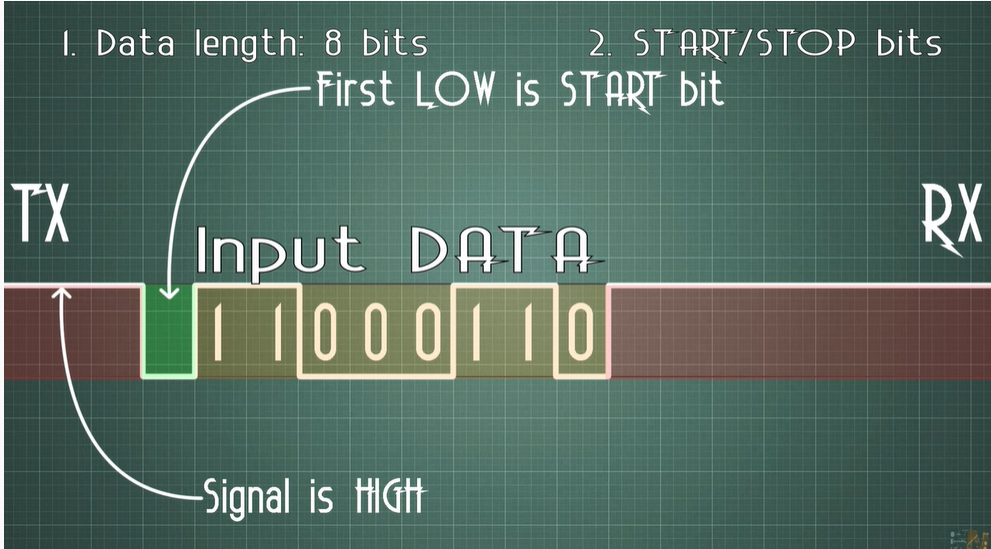 1. Data length: 8 bits 2. START/STOP bits
First LOW is START bit
TX
RX
Input DATA
1 1 0 0 0 1 1 0
Signal is HIGH